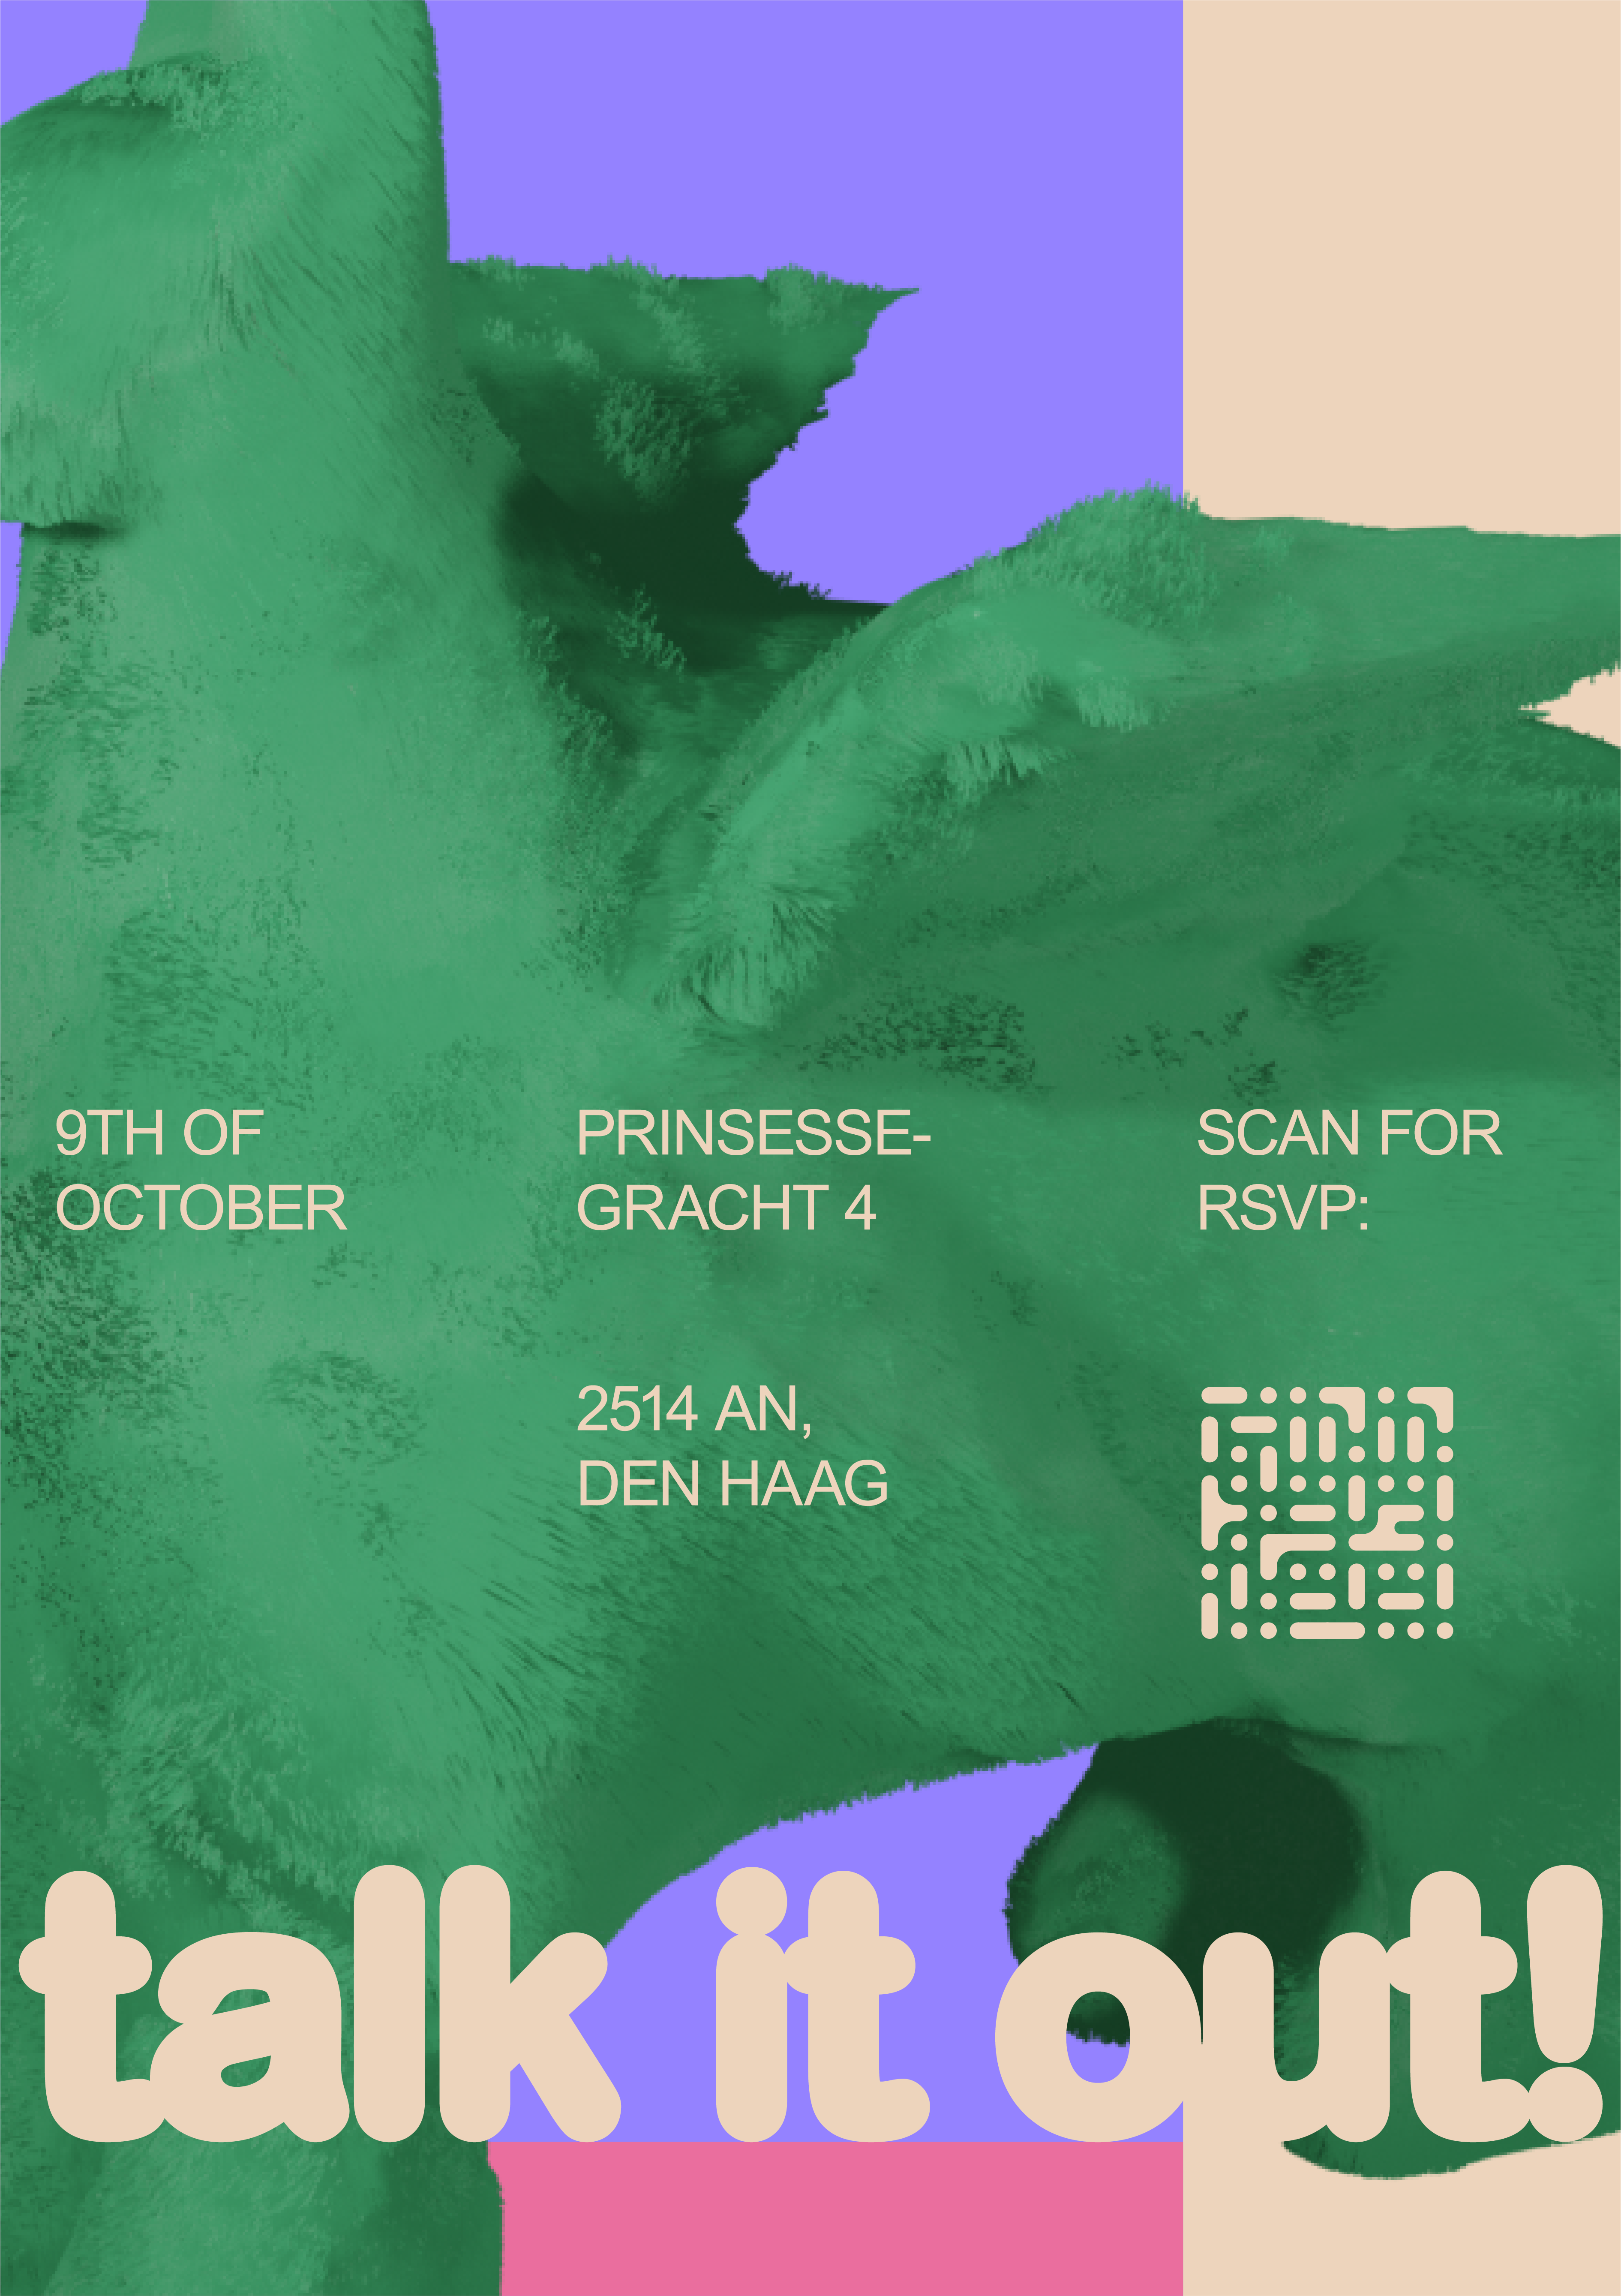 9TH OF
OCTOBER
PRINSESSE-
GRACHT 4
2514 AN,
DEN HAAG
SCAN FOR
RSVP:
talk it out!